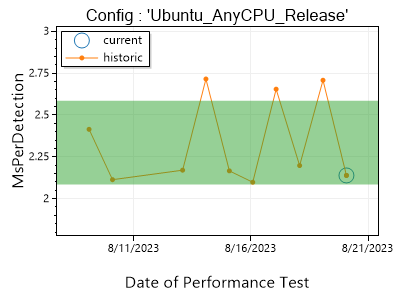 Config : 'Ubuntu_AnyCPU_Release'
current
historic
MsPerDetection
3
2.75
2.5
2.25
2
8/11/2023
8/16/2023
8/21/2023
Date of Performance Test